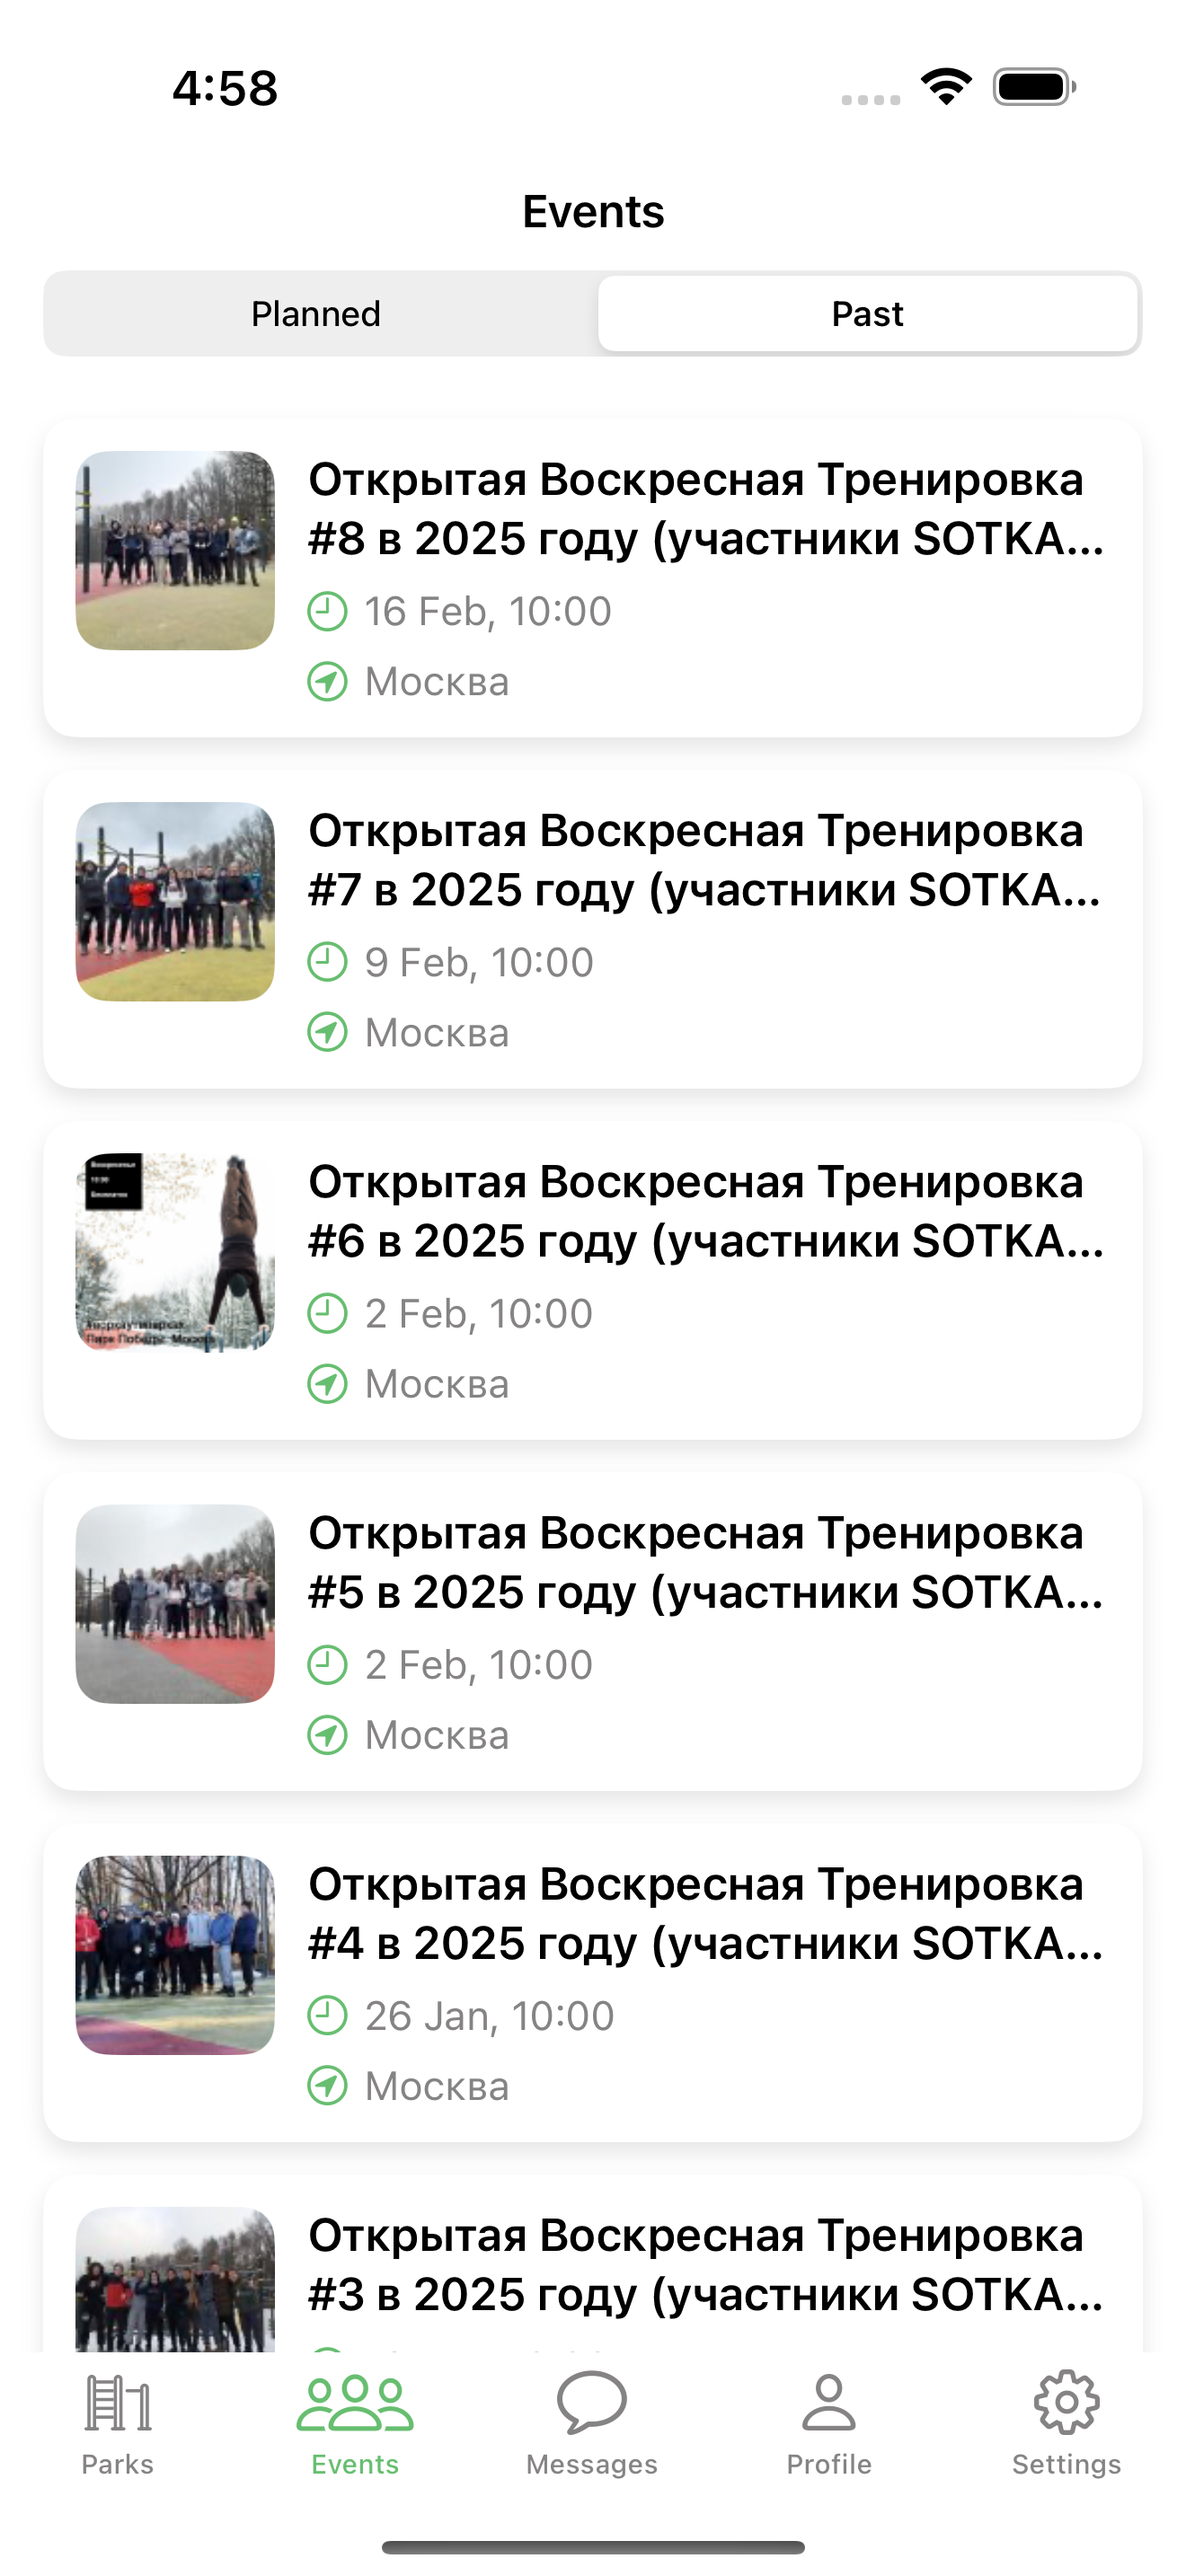 4:58
Events
Planned
Past
Открытая Воскресная Тренировка
#8 в 2025 году (участники SOTKA...
16 Feb, 10:00
Москва
Открытая Воскресная Тренировка
#7 в 2025 году (участники SOTKA...
9 Feb, 10:00
Москва
Открытая Воскресная Тренировка
#6 в 2025 году (участники SOTKA...
2 Feb, 10:00
Москва
Открытая Воскресная Тренировка
#5 в 2025 году (участники SOTKA...
2 Feb, 10:00
Москва
Открытая Воскресная Тренировка
#4 в 2025 году (участники SOTKA...
26 Jan, 10:00
Москва
Открытая Воскресная Тренировка
#3 в 2025 году (участники SOTKA...
Parks
Events
Messages
Profile
Settings